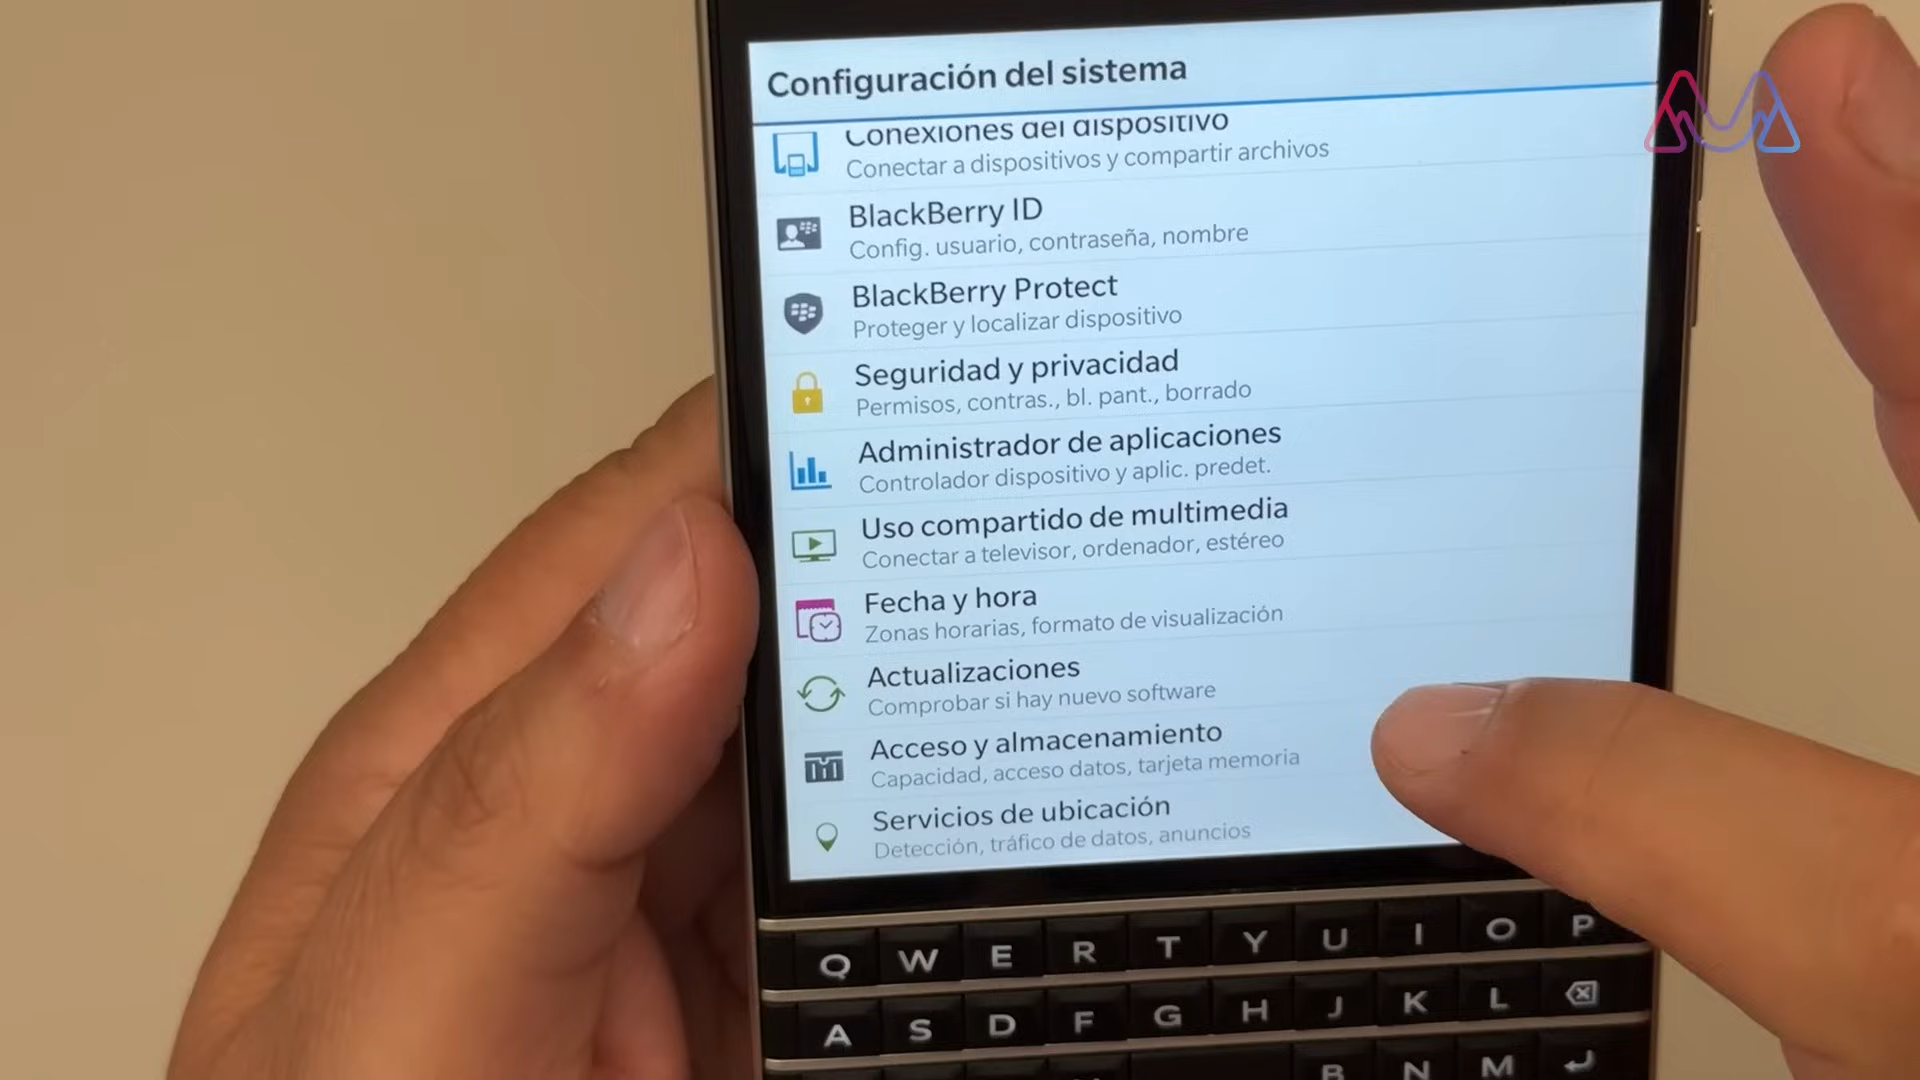 Configuración del sistema
Conexiones del dispositivo
Conectar a dispositivos y compartir archivos
BlackBerry ID
Config. usuario, contraseña, nombre
BlackBerry Protect
Proteger y localizar dispositivo
Seguridad y privacidad
Permisos, contras., bl. pant., borrado
Administrador de aplicaciones
Controlador dispositivo y aplic. predet.
Uso compartido de multimedia
Conectar a televisor, ordenador, estéreo
Fecha y hora
Zonas horarias, formato de visualización
Actualizaciones
Comprobar si hay nuevo software
Acceso y almacenamiento
Capacidad, acceso datos, tarjeta memoria
Servicios de ubicación
Detección, tráfico de datos, anuncios
Q W E R T Y U I O P
A S D F G H J K L
B N M